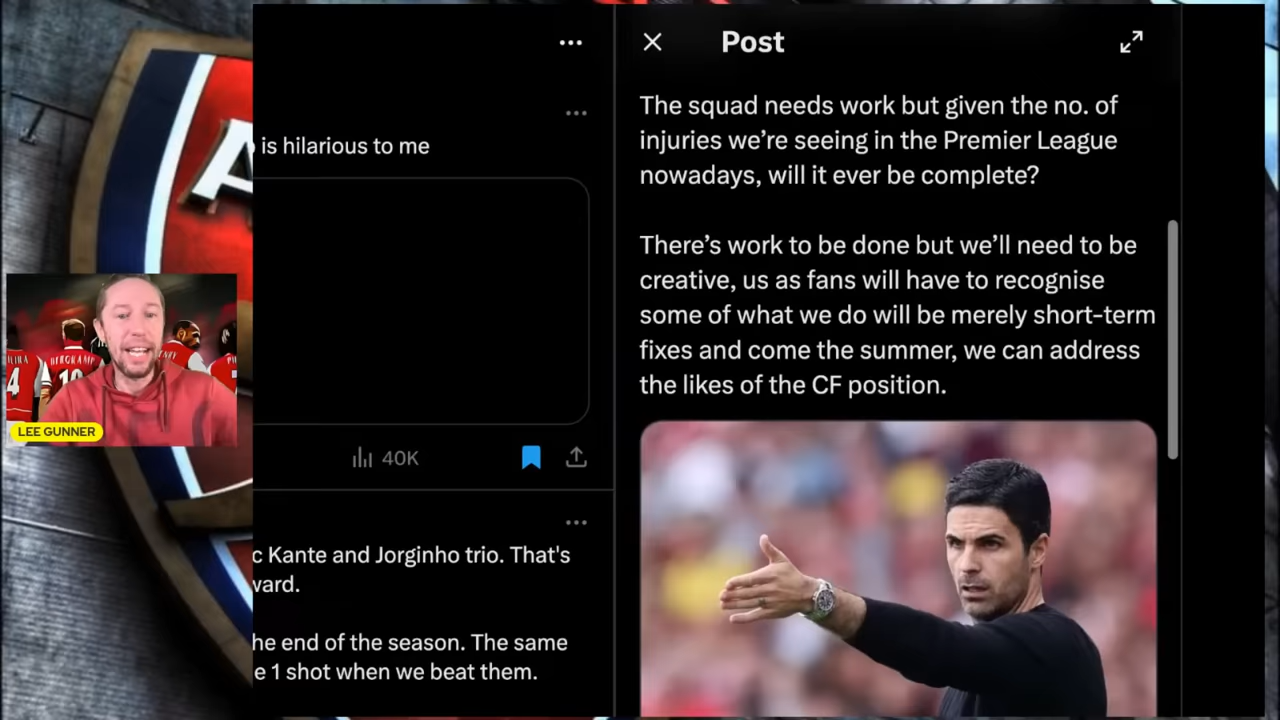 Post
The squad needs work but given the no. of
injuries we're seeing in the Premier League
nowadays, will it ever be complete?
There's work to be done but we'll need to be
creative, us as fans will have to recognise
some of what we do will be merely short-term
fixes and come the summer, we can address
the likes of the CF position.
is hilarious to me
40K
c Kante and Jorginho trio. That's
ward.
he end of the season. The same
e 1 shot when we beat them.
4
BERGKAMP
10
LEE GUNNER